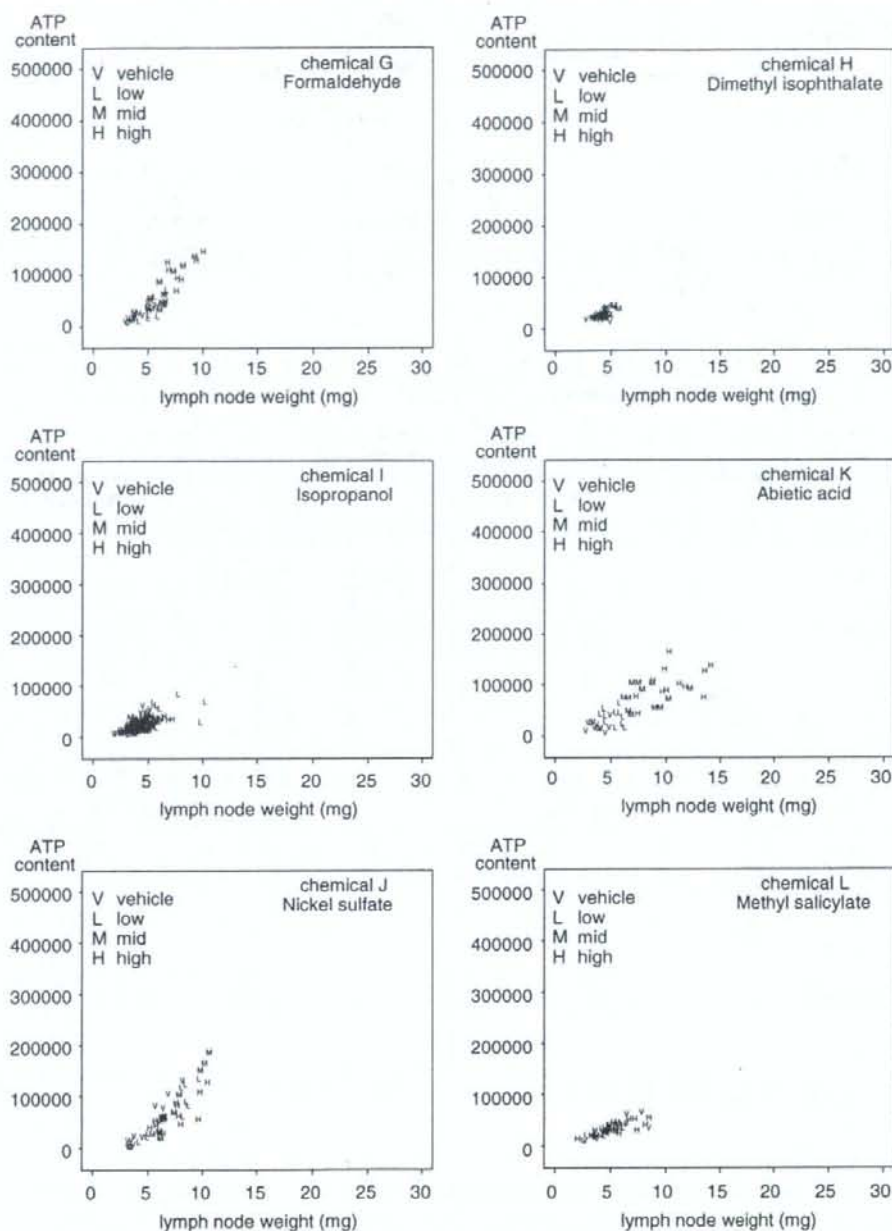 ATP
content
500000
400000
300000
200000
100000
0
V vehicle
L low
M mid
H high
chemical G
Formaldehyde
0 5 10 15 20 25 30
lymph node weight (mg)
ATP
content
500000
400000
300000
200000
100000
0
V vehicle
L low
M mid
H high
chemical H
Dimethyl isophthalate
0 5 10 15 20 25 30
lymph node weight (mg)
ATP
content
500000
400000
300000
200000
100000
0
V vehicle
L low
M mid
H high
chemical I
Isopropanol
0 5 10 15 20 25 30
lymph node weight (mg)
ATP
content
500000
400000
300000
200000
100000
0
V vehicle
L low
M mid
H high
chemical K
Abietic acid
0 5 10 15 20 25 30
lymph node weight (mg)
ATP
content
500000
400000
300000
200000
100000
0
V vehicle
L low
M mid
H high
chemical J
Nickel sulfate
0 5 10 15 20 25 30
lymph node weight (mg)
ATP
content
500000
400000
300000
200000
100000
0
V vehicle
L low
M mid
H high
chemical L
Methyl salicylate
0 5 10 15 20 25 30
lymph node weight (mg)